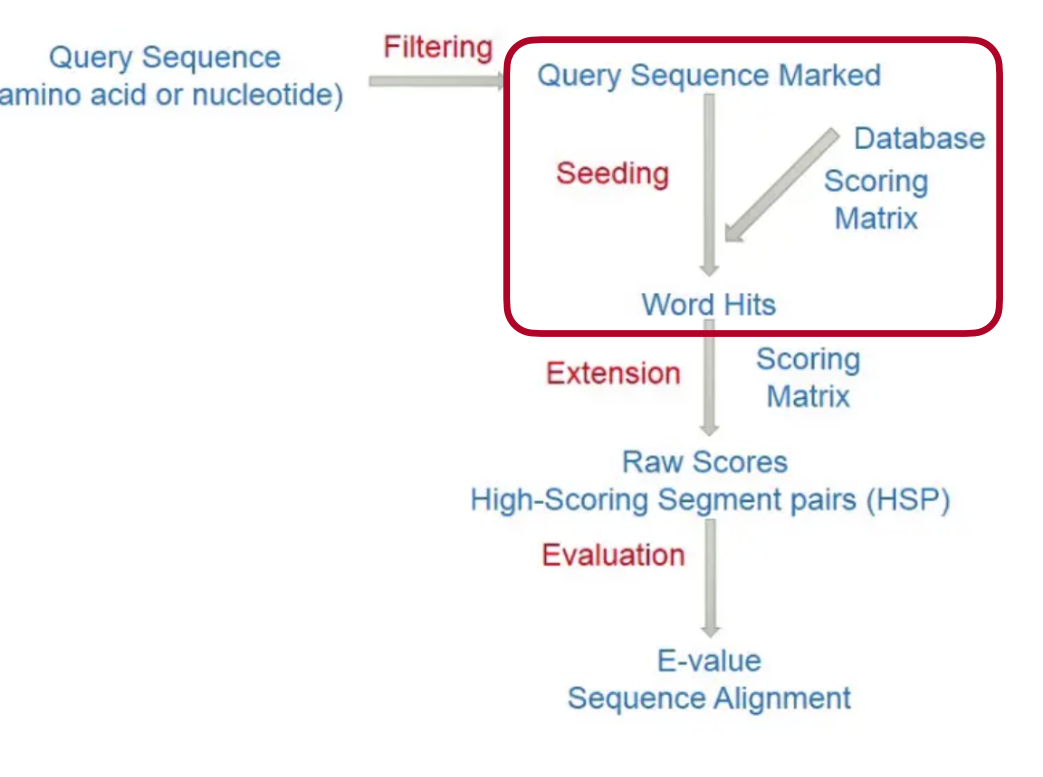 Query Sequence
amino acid or nucleotide)
Filtering
Query Sequence Marked
Seeding
Database
Scoring
Matrix
Word Hits
Extension
Scoring
Matrix
Raw Scores
High-Scoring Segment pairs (HSP)
Evaluation
E-value
Sequence Alignment